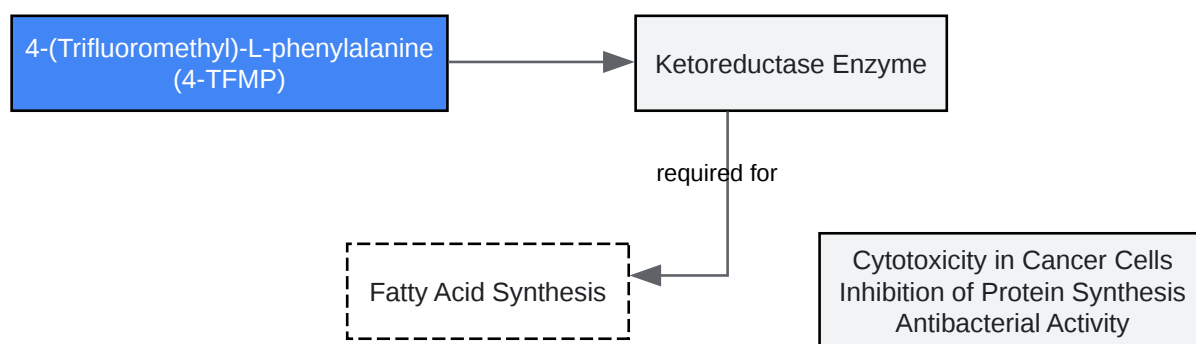 4-(Trifluoromethyl)-L-phenylalanine
(4-TFMP)
Ketoreductase Enzyme
required for
Fatty Acid Synthesis
Cytotoxicity in Cancer Cells
Inhibition of Protein Synthesis
Antibacterial Activity